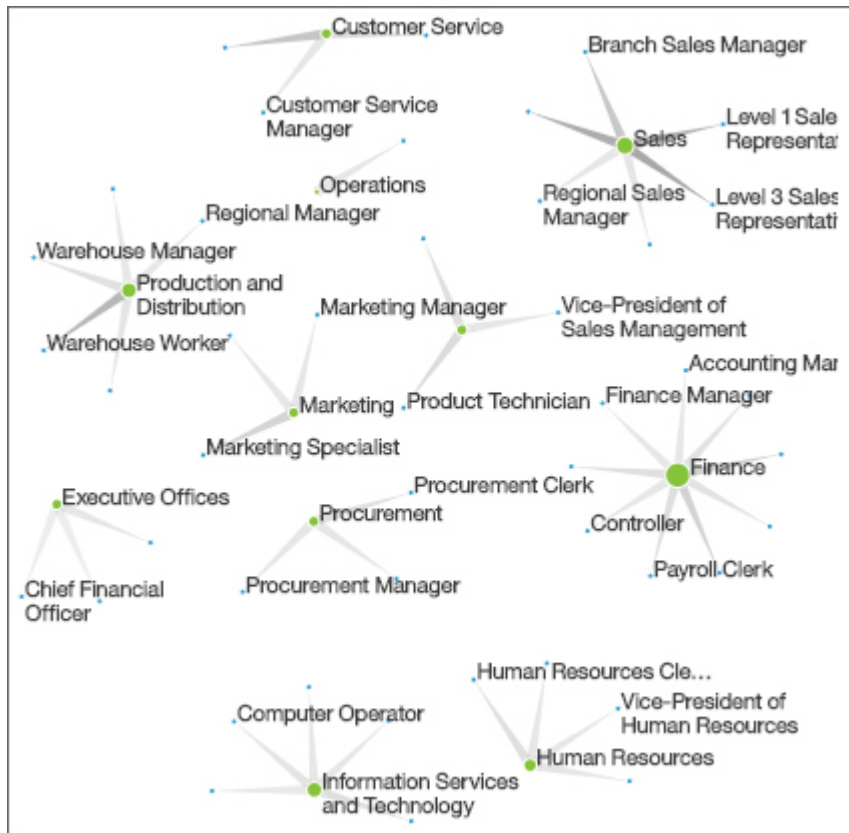 Customer Service
Branch Sales Manager
Customer Service
Manager
Level 1 Sale
Representat
Sales
Operations
Regional Sales
Manager
Level 3 Sales
Representati
Regional Manager
Warehouse Manager
Production and
Distribution
Marketing Manager
Vice-President of
Sales Management
Warehouse Worker
Accounting Mar
Finance Manager
Marketing
Product Technician
Marketing Specialist
Finance
Executive Offices
Procurement Clerk
Procurement
Controller
Chief Financial
Officer
Procurement Manager
Payroll Clerk
Human Resources Cle...
Computer Operator
Vice-President of
Human Resources
Human Resources
Information Services
and Technology